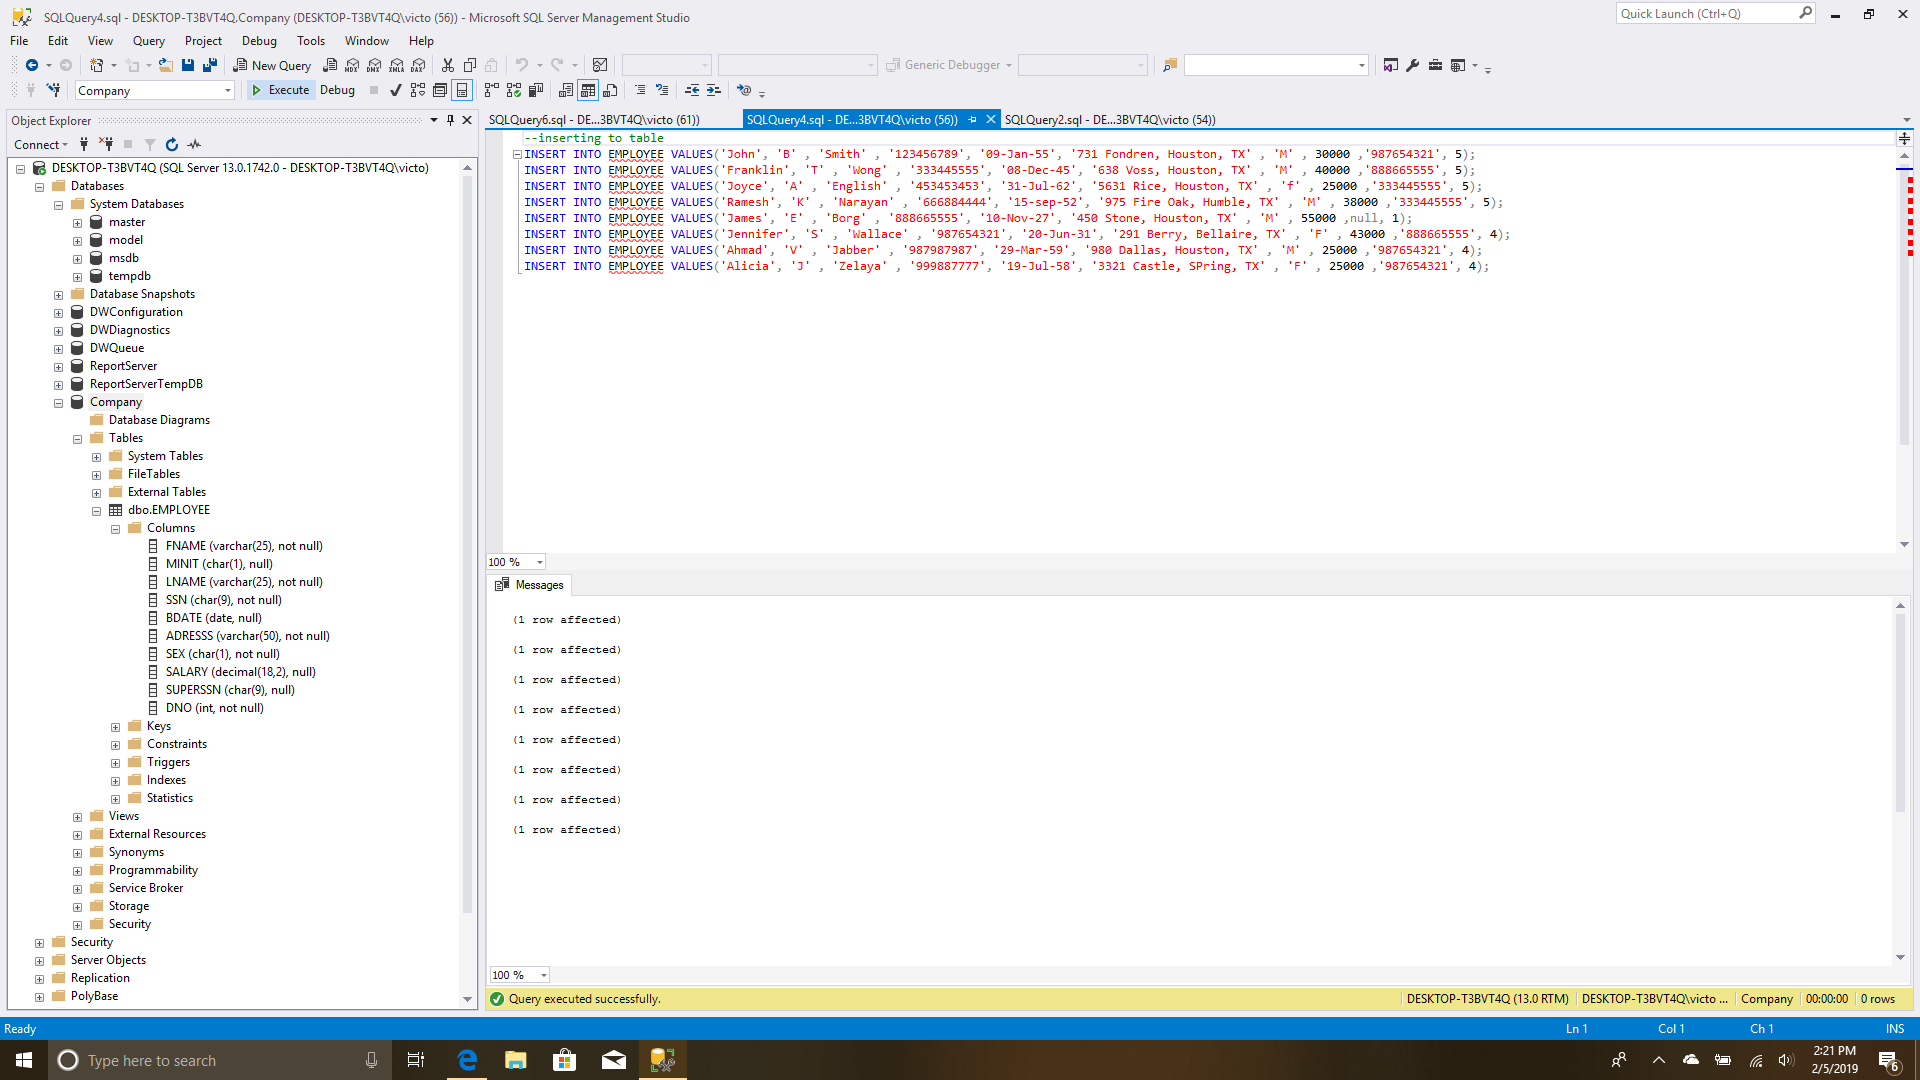 SQLQuery4.sql - DESKTOP-T3BVT4Q.Company (DESKTOP-T3BVT4Q\victo (56)) - Microsoft SQL Server Management Studio
Quick Launch (Ctrl+Q)
File Edit View Query Project Debug Tools Window Help
New Query MDX DMX XMLA DAX Generic Debugger
Company Execute Debug
Object Explorer
Connect
DESKTOP-T3BVT4Q (SQL Server 13.0.1742.0 - DESKTOP-T3BVT4Q\victo)
Databases
System Databases
master
model
msdb
tempdb
Database Snapshots
DWConfiguration
DWDiagnostics
DWQueue
ReportServer
ReportServerTempDB
Company
Database Diagrams
Tables
System Tables
FileTables
External Tables
dbo.EMPLOYEE
Columns
FNAME (varchar(25), not null)
MINIT (char(1), null)
LNAME (varchar(25), not null)
SSN (char(9), not null)
BDATE (date, null)
ADRESSS (varchar(50), not null)
SEX (char(1), not null)
SALARY (decimal(18,2), null)
SUPERSSN (char(9), null)
DNO (int, not null)
Keys
Constraints
Triggers
Indexes
Statistics
Views
External Resources
Synonyms
Programmability
Service Broker
Storage
Security
Security
Server Objects
Replication
PolyBase
SQLQuery6.sql - DE...3BVT4Q\victo (61)) SQLQuery4.sql - DE...3BVT4Q\victo (56)) SQLQuery2.sql - DE...3BVT4Q\victo (54))
--inserting to table
INSERT INTO EMPLOYEE VALUES('John', 'B' , 'Smith' , '123456789', '09-Jan-55', '731 Fondren, Houston, TX' , 'M' , 30000 ,'987654321', 5);
INSERT INTO EMPLOYEE VALUES('Franklin', 'T' , 'Wong' , '333445555', '08-Dec-45', '638 Voss, Houston, TX' , 'M' , 40000 ,'888665555', 5);
INSERT INTO EMPLOYEE VALUES('Joyce', 'A' , 'English' , '453453453', '31-Jul-62', '5631 Rice, Houston, TX' , 'f' , 25000 ,'333445555', 5);
INSERT INTO EMPLOYEE VALUES('Ramesh', 'K' , 'Narayan' , '666884444', '15-sep-52', '975 Fire Oak, Humble, TX' , 'M' , 38000 ,'333445555', 5);
INSERT INTO EMPLOYEE VALUES('James', 'E' , 'Borg' , '888665555', '10-Nov-27', '450 Stone, Houston, TX' , 'M' , 55000 ,null, 1);
INSERT INTO EMPLOYEE VALUES('Jennifer', 'S' , 'Wallace' , '987654321', '20-Jun-31', '291 Berry, Bellaire, TX' , 'F' , 43000 ,'888665555', 4);
INSERT INTO EMPLOYEE VALUES('Ahmad', 'V' , 'Jabber' , '987987987', '29-Mar-59', '980 Dallas, Houston, TX' , 'M' , 25000 ,'987654321', 4);
INSERT INTO EMPLOYEE VALUES('Alicia', 'J' , 'Zelaya' , '999887777', '19-Jul-58', '3321 Castle, SPring, TX' , 'F' , 25000 ,'987654321', 4);
100 %
Messages
(1 row affected)
(1 row affected)
(1 row affected)
(1 row affected)
(1 row affected)
(1 row affected)
(1 row affected)
(1 row affected)
100 %
Query executed successfully. DESKTOP-T3BVT4Q (13.0 RTM) DESKTOP-T3BVT4Q\victo ... Company 00:00:00 0 rows
Ready Ln 1 Col 1 Ch 1 INS
Type here to search
2:21 PM
2/5/2019
6